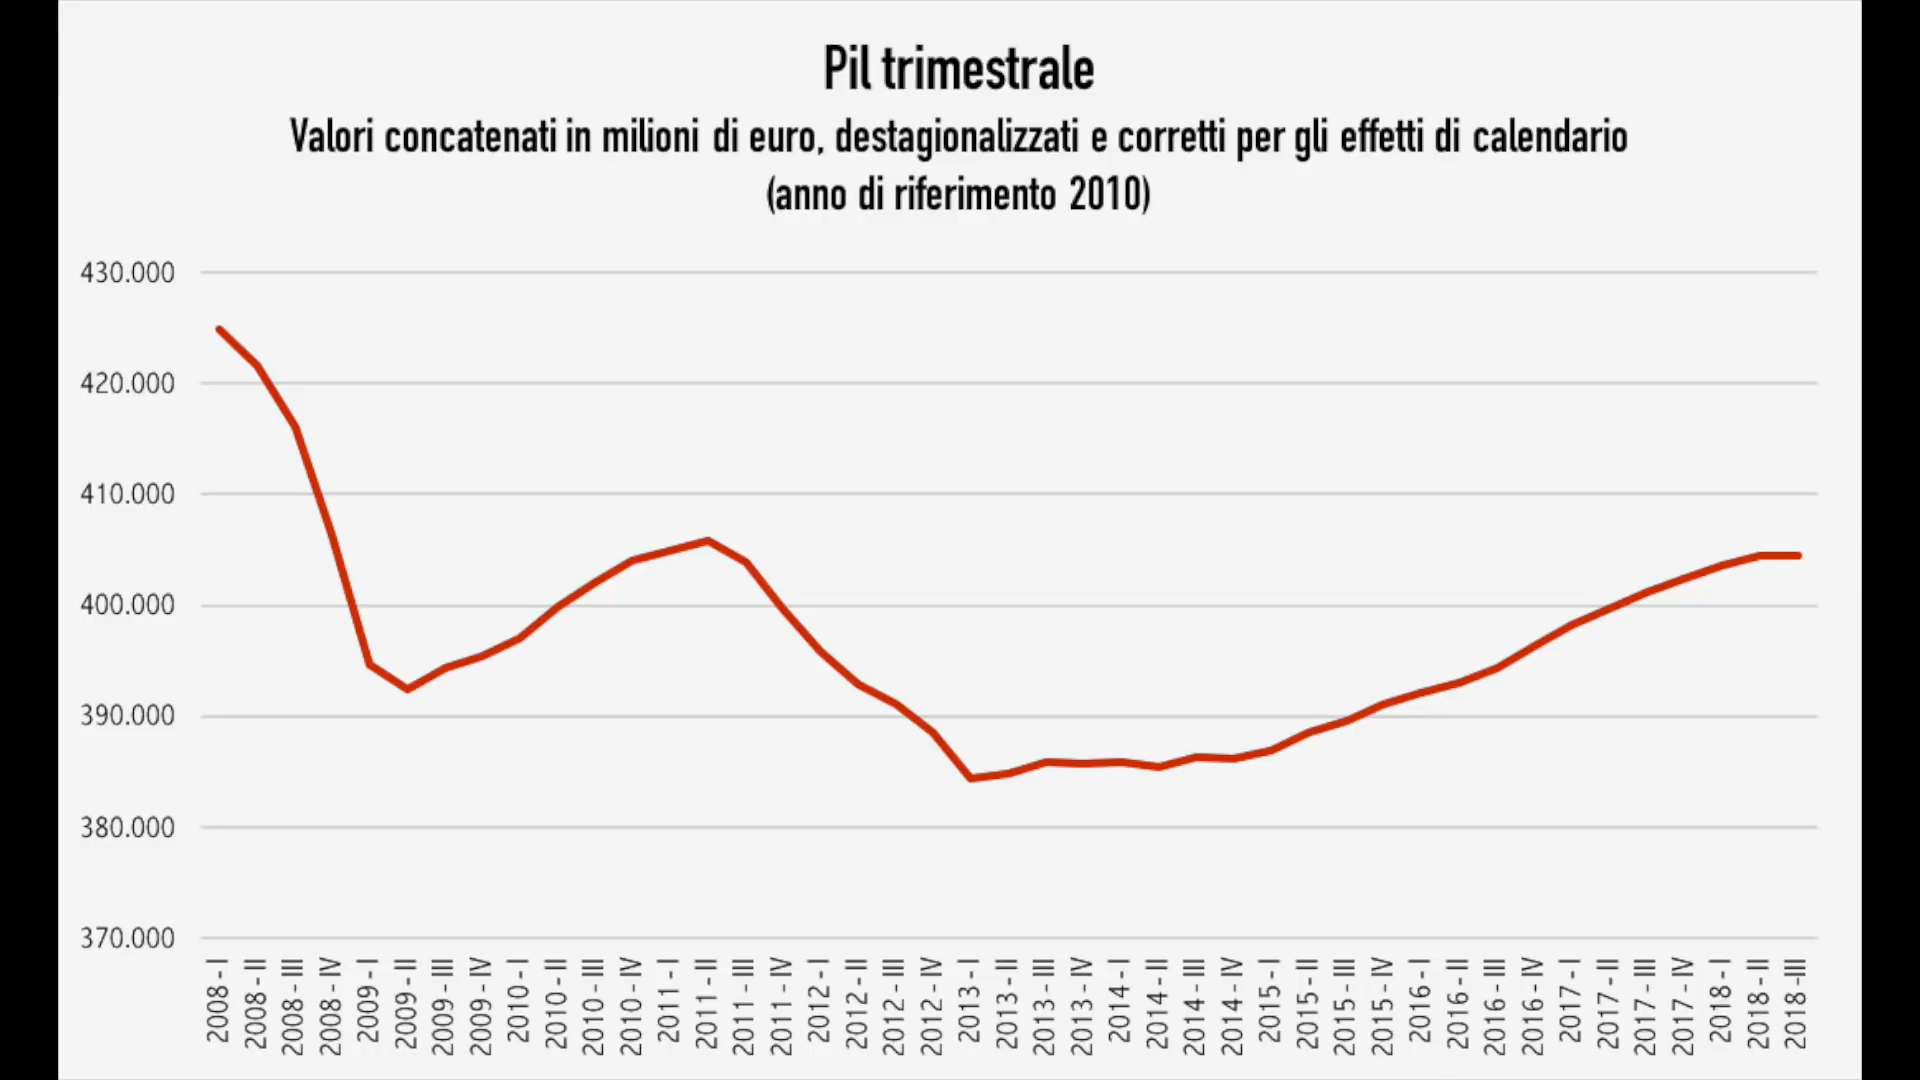 Pil trimestrale
Valori concatenati in milioni di euro, destagionalizzati e corretti per gli effetti di calendario
(anno di riferimento 2010)
430.000
420.000
410.000
400.000
390.000
380.000
370.000
2008 - I
2008 - II
2008 - III
2008 - IV
2009 - I
2009 - II
2009 - III
2009 - IV
2010 - I
2010 - II
2010 - III
2010 - IV
2011 - I
2011 - II
2011 - III
2011 - IV
2012 - I
2012 - II
2012 - III
2012 - IV
2013 - I
2013 - II
2013 - III
2013 - IV
2014 - I
2014 - II
2014 - III
2014 - IV
2015 - I
2015 - II
2015 - III
2015 - IV
2016 - I
2016 - II
2016 - III
2016 - IV
2017 - I
2017 - II
2017 - III
2017 - IV
2018 - I
2018 - II
2018 -III